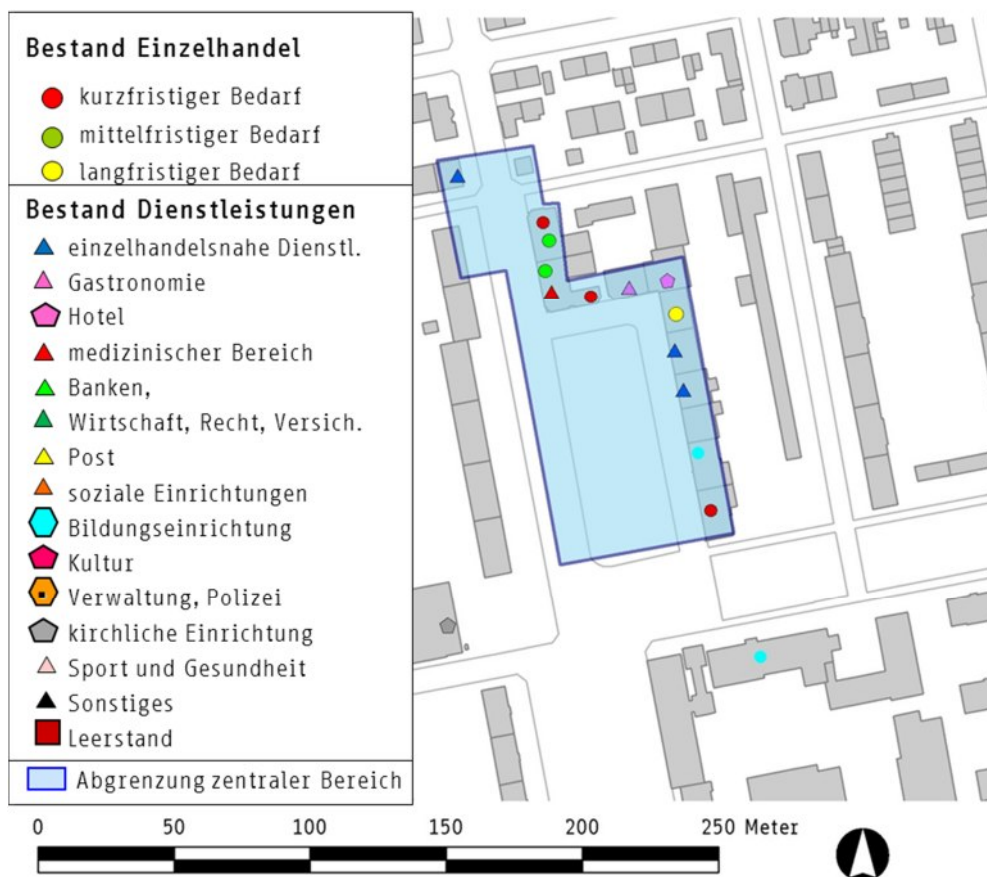 Bestand Einzelhandel
kurzfristiger Bedarf
mittelfristiger Bedarf
langfristiger Bedarf
Bestand Dienstleistungen
einzelhandelsnahe Dienstl.
Gastronomie
Hotel
medizinischer Bereich
Banken,
Wirtschaft, Recht, Versich.
Post
soziale Einrichtungen
Bildungseinrichtung
Kultur
Verwaltung, Polizei
kirchliche Einrichtung
Sport und Gesundheit
Sonstiges
Leerstand
Abgrenzung zentraler Bereich
0 50 100 150 200 250 Meter